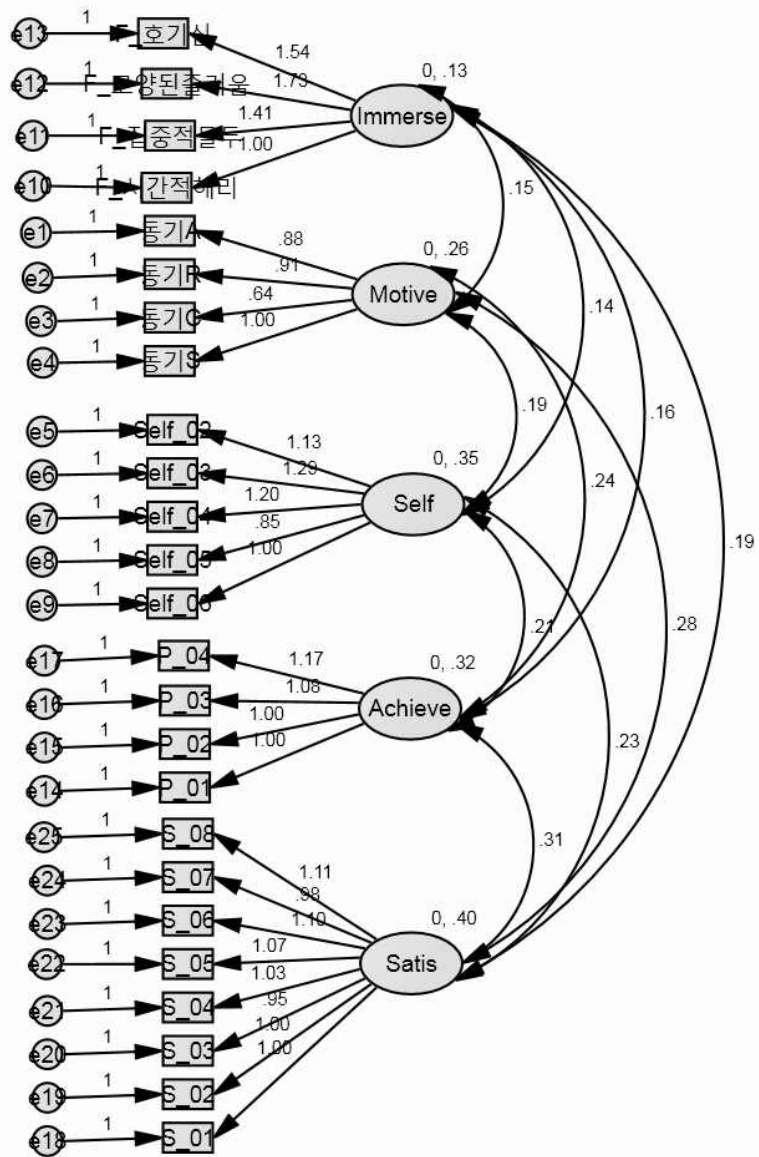 e13 1 F_호기심 1.54
e12 1 F_고양된즐거움 1.73
0, .13
Immerse
e11 1 F_집중적몰두 1.41
e10 1 1.00
.15
e1 1 동기A .88
e2 1 동기R .91
0, .26
Motive
e3 1 동기C .64
e4 1 동기S 1.00
.14
.19
.16
.24
e5 1 Self_02 1.13
e6 1 Self_03 1.29
0, .35
Self
e7 1 Self_04 1.20
e8 1 Self_05 .85
e9 1 Self_06 1.00
.19
.28
.21
e17 1 P_04 1.17
e16 1 P_03 1.08
0, .32
Achieve
e15 1 P_02 1.00
e14 1 P_01 1.00
.23
.31
e25 1 S_08 1.11
e24 1 S_07 .98
e23 1 S_06 1.10
0, .40
Satis
e22 1 S_05 1.07
e21 1 S_04 1.03
e20 1 S_03 .95
e19 1 S_02 1.00
e18 1 S_01 1.00